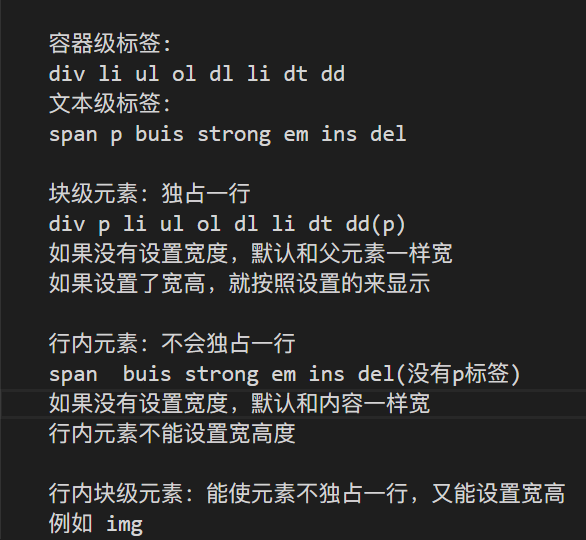 容器级标签:
div li ul ol dl li dt dd
文本级标签:
span p buis strong em ins del
块级元素: 独占一行
div p li ul ol dl li dt dd(p)
如果没有设置宽度，默认和父元素一样宽
如果设置了宽高，就按照设置的来显示
行内元素: 不会独占一行
span  buis strong em ins del(没有p标签)
如果没有设置宽度，默认和内容一样宽
行内元素不能设置宽高度
行内块级元素: 能使元素不独占一行，又能设置宽高
例如 img